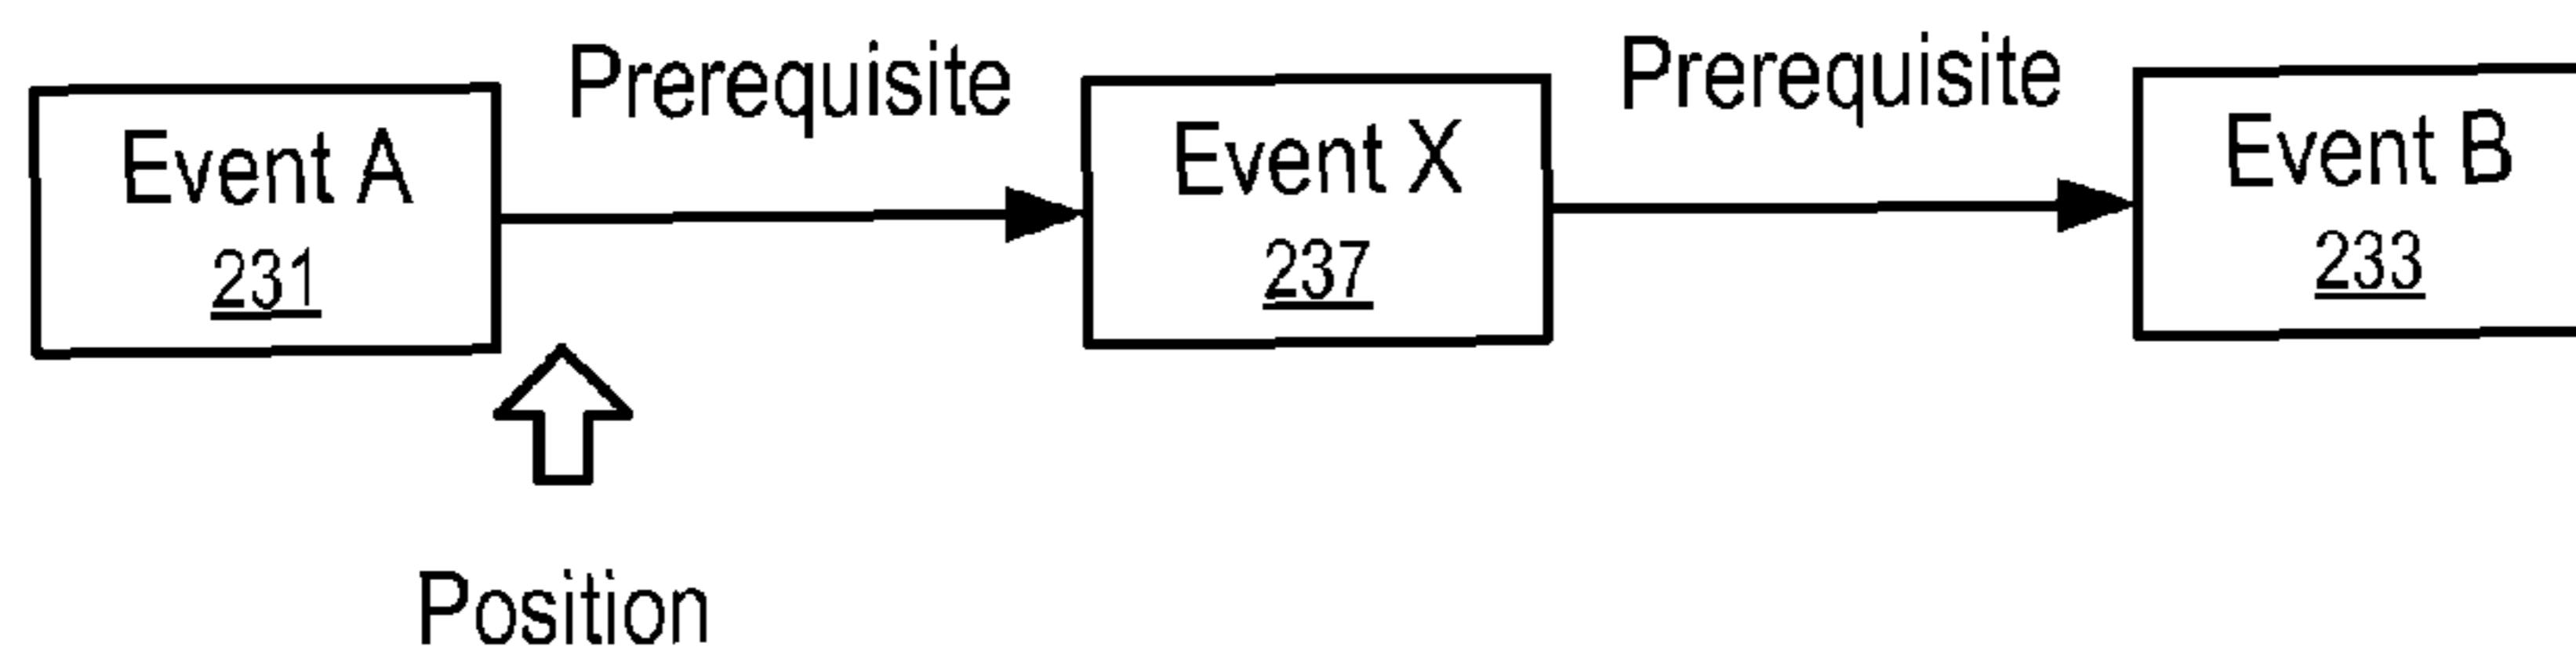 Prerequisite
Prerequisite
Event A
231
Event X
237
Event B
233
Position